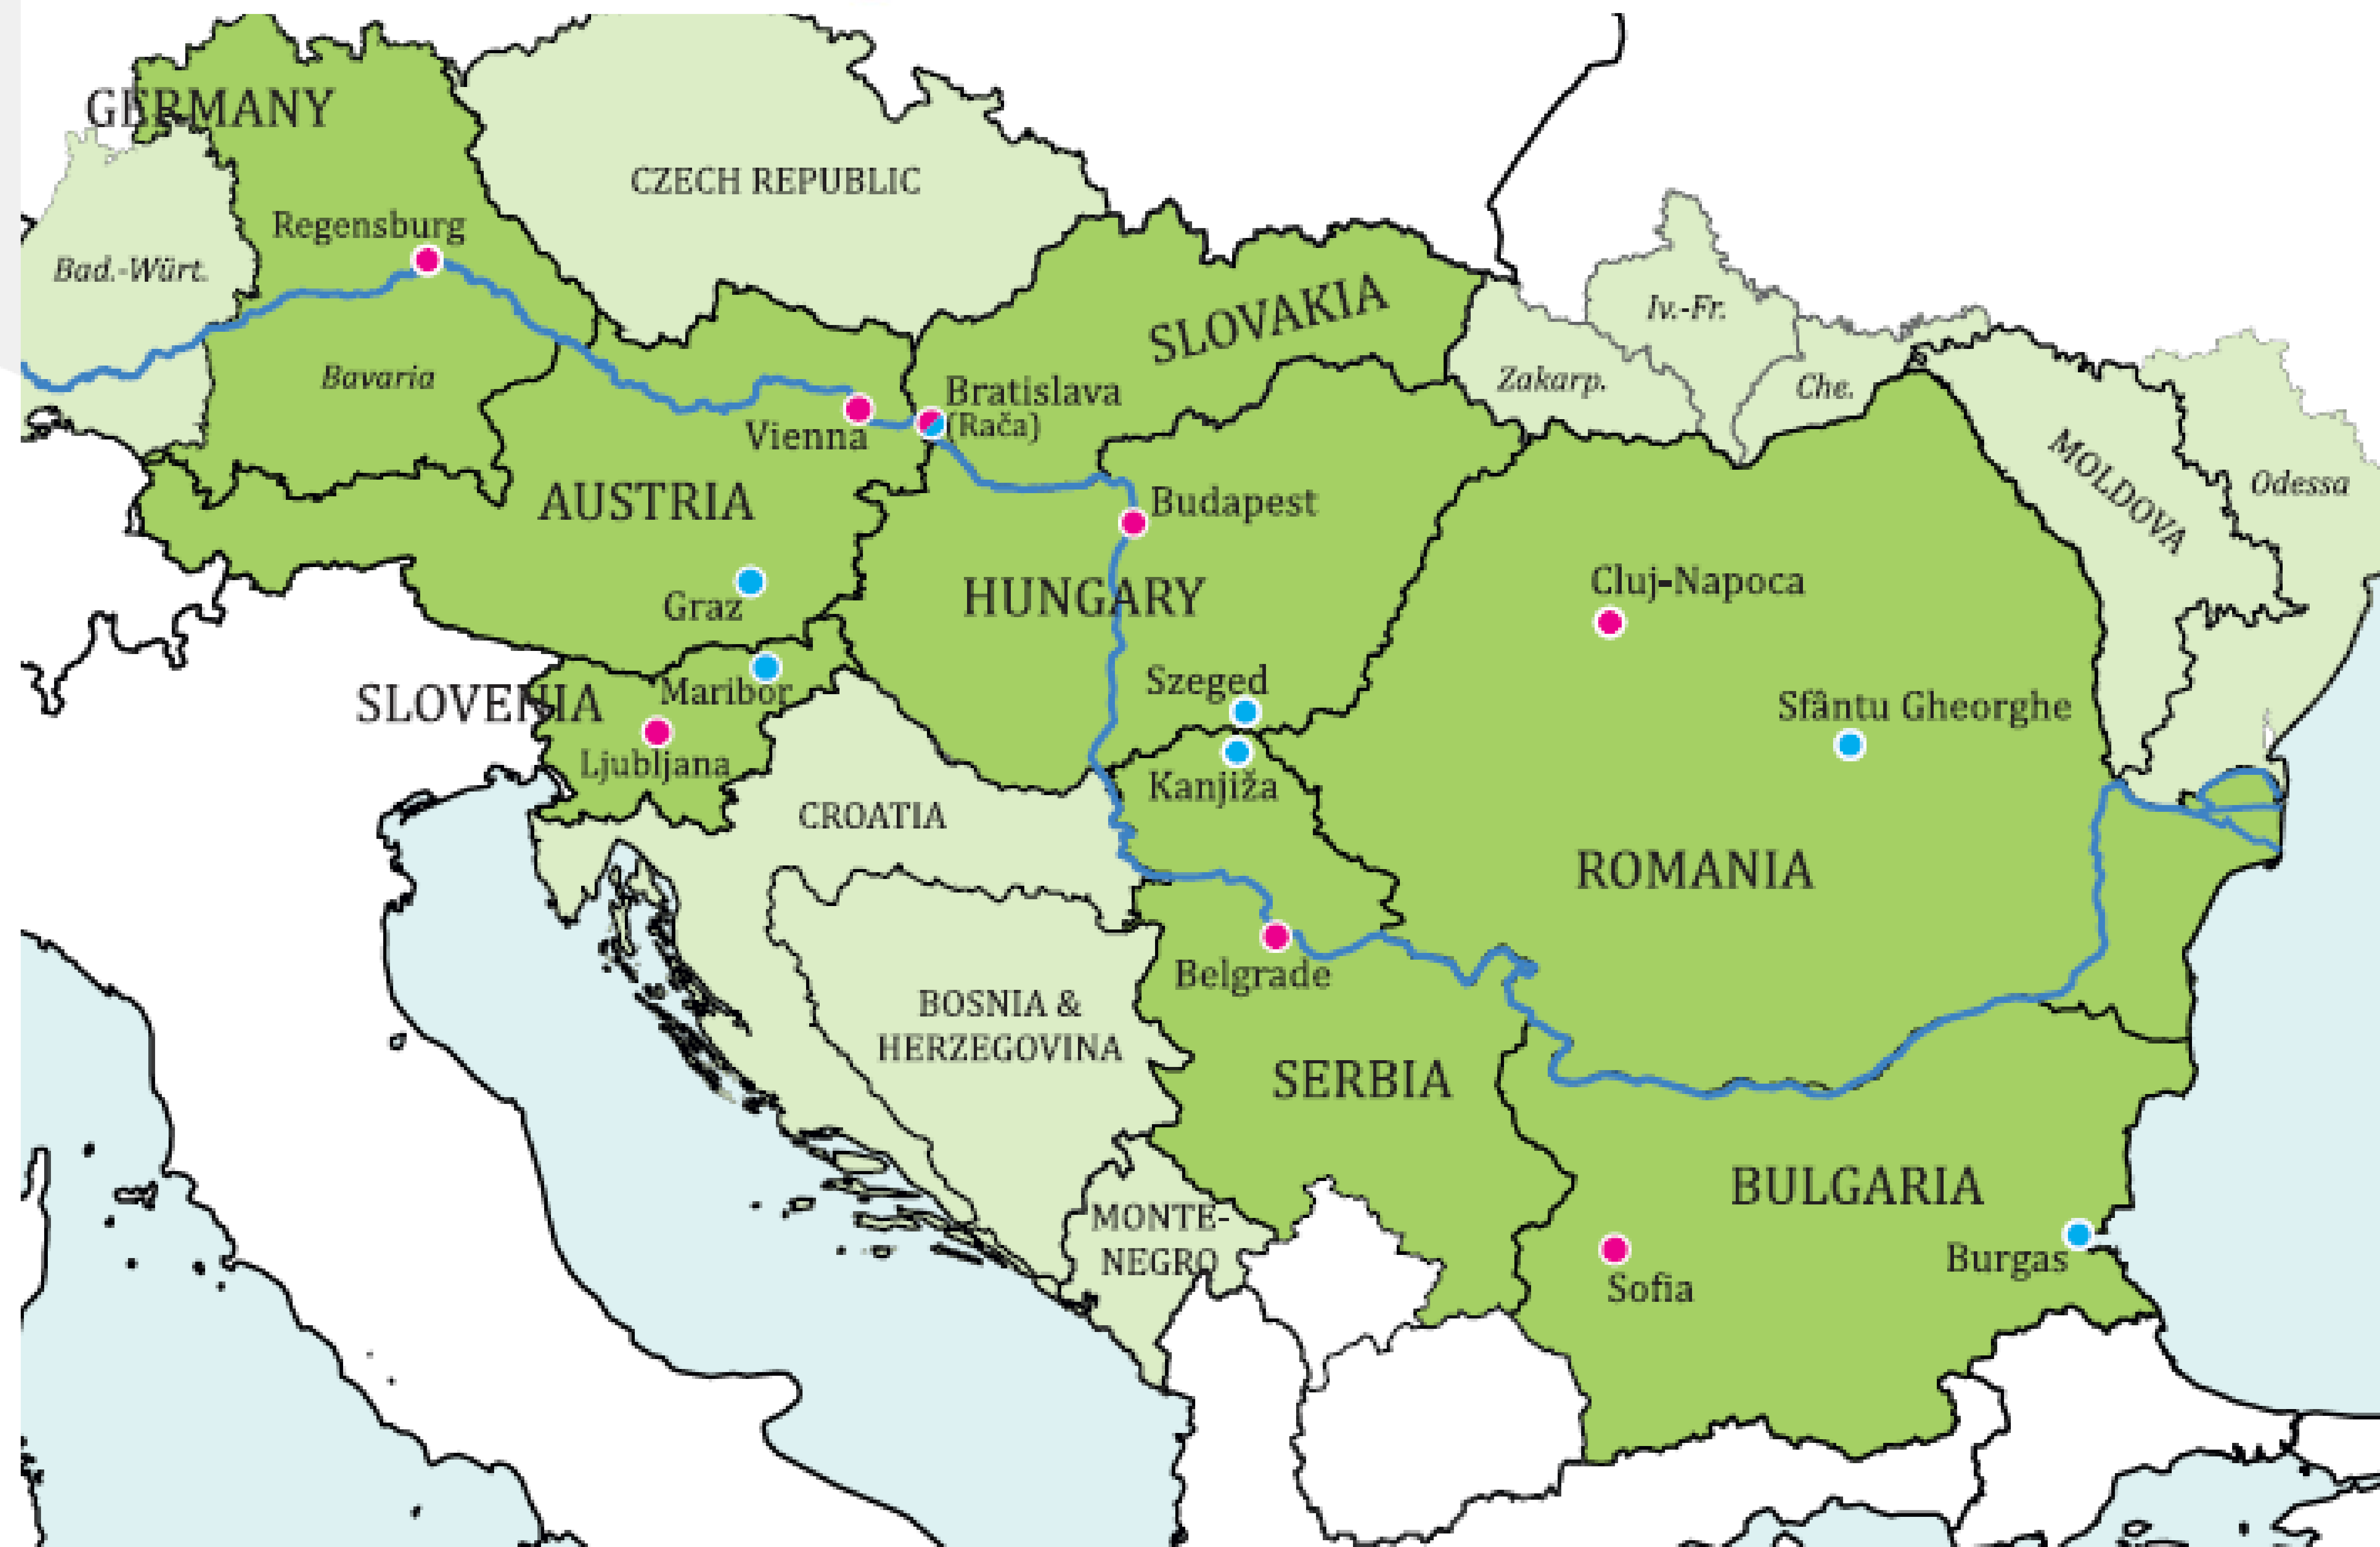 GERMANY
CZECH REPUBLIC
Regensburg
Bad.-Würt.
SLOVAKIA
Iv.-Fr.
Bavaria
Zakarp.
Che.
Bratislava
(Rača)
Vienna
MOLDOVA
Odessa
AUSTRIA
Budapest
Graz
HUNGARY
Cluj-Napoca
Szeged
Maribor
SLOVENIA
Sfântu Gheorghe
Ljubljana
Kanjiža
CROATIA
ROMANIA
Belgrade
BOSNIA &
HERZEGOVINA
SERBIA
BULGARIA
MONTE-
NEGRO
Burgas
Sofia